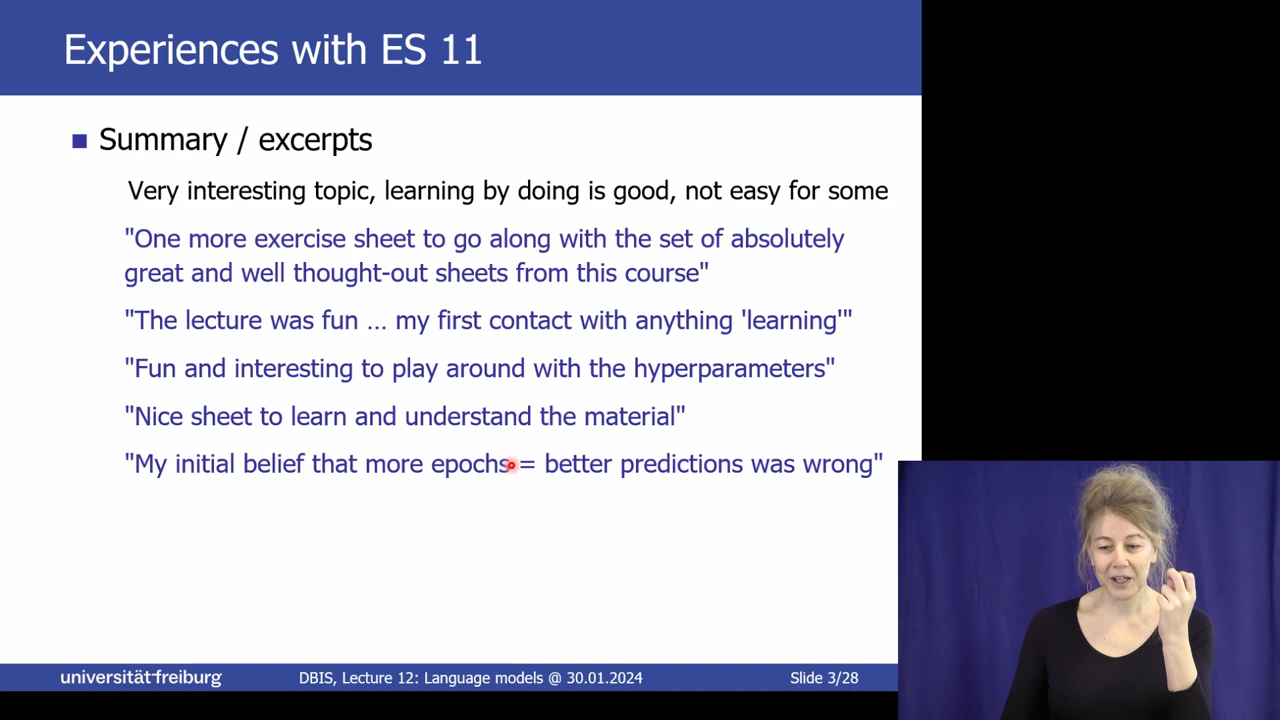 Experiences with ES 11
Summary / excerpts
Very interesting topic, learning by doing is good, not easy for some
"One more exercise sheet to go along with the set of absolutely
great and well thought-out sheets from this course"
"The lecture was fun … my first contact with anything 'learning'"
"Fun and interesting to play around with the hyperparameters"
"Nice sheet to learn and understand the material"
"My initial belief that more epochs = better predictions was wrong"
universität freiburg
DBIS, Lecture 12: Language models @ 30.01.2024
Slide 3/28